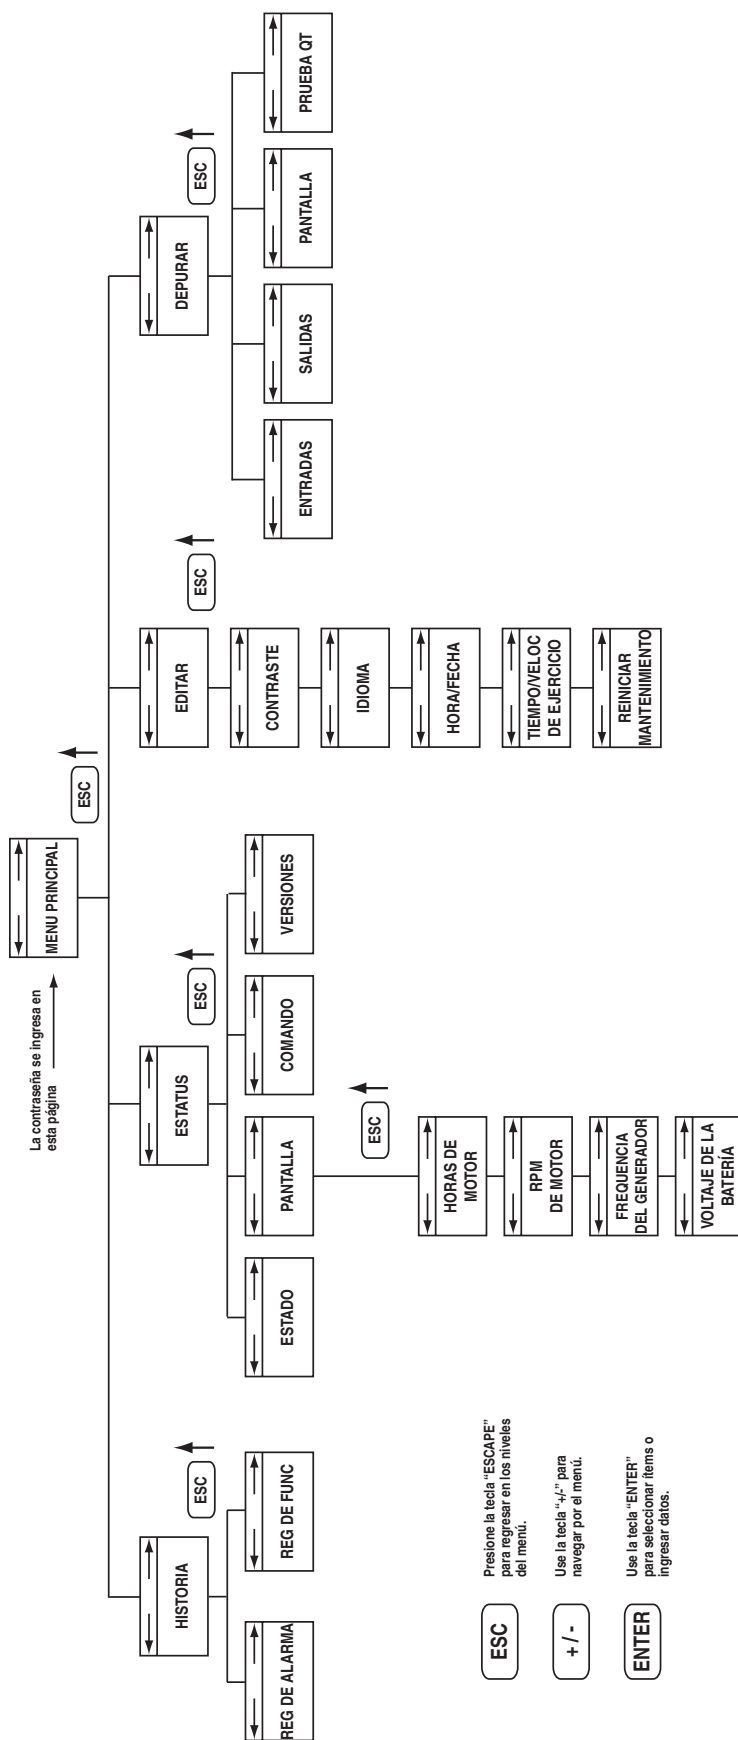 La contraseña se ingresa en
esta página
MENU PRINCIPAL
ESC
HISTORIA
ESC
REG DE ALARMA
REG DE FUNC
ESTATUS
ESC
ESTADO
PANTALLA
COMANDO
VERSIONES
ESC
HORAS DE
MOTOR
RPM
DE MOTOR
FREQUENCIA
DEL GENERADOR
VOLTAJE DE LA
BATERÍA
EDITAR
ESC
CONTRASTE
IDIOMA
HORA/FECHA
TIEMPO/VELOC
DE EJERCICIO
REINICIAR
MANTENIMIENTO
DEPURAR
ESC
ENTRADAS
SALIDAS
PANTALLA
PRUEBA QT
ESC
Presione la tecla “ESCAPE”
para regresar en los niveles
del menú.
+ / -
Use la tecla “+/-” para
navegar por el menú.
ENTER
Use la tecla “ENTER”
para seleccionar ítems o
ingresar datos.